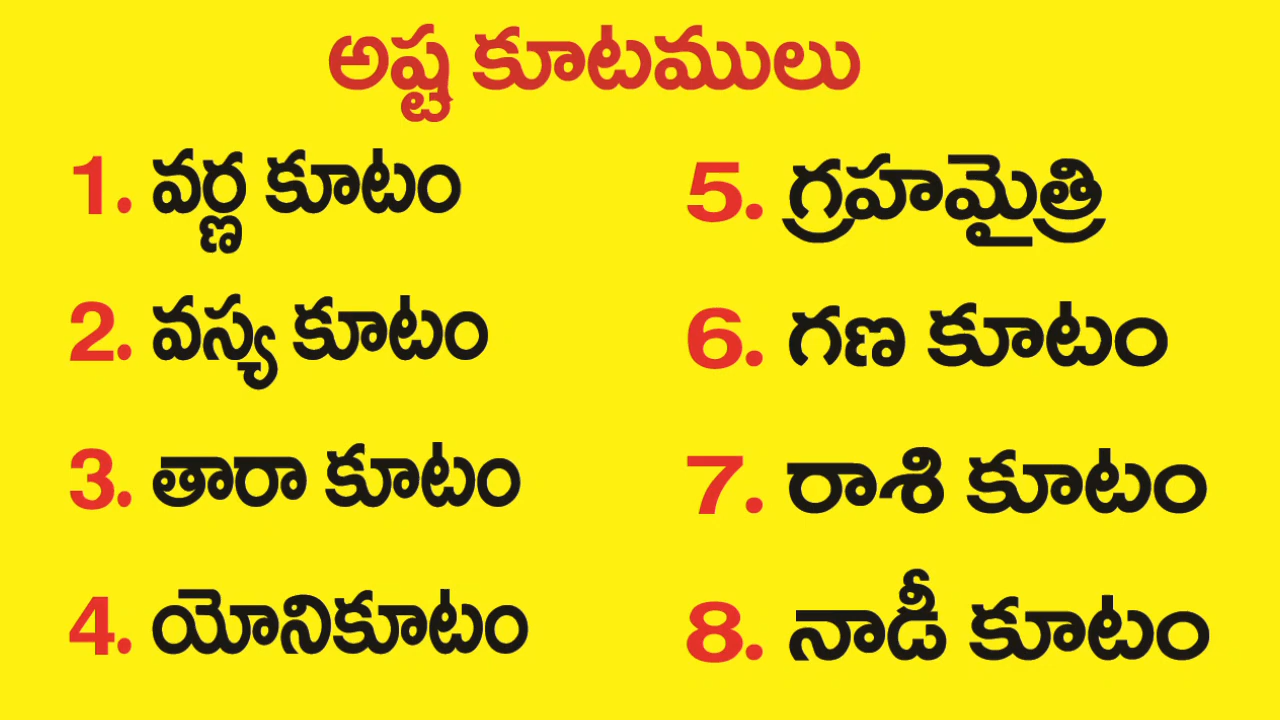 అష్ట కూటములు
1. వర్ణ కూటం
2. వస్య కూటం
3. తారా కూటం
4. యోనికూటం
5. గ్రహమైత్రి
6. గణ కూటం
7. రాశి కూటం
8. నాడీ కూటం